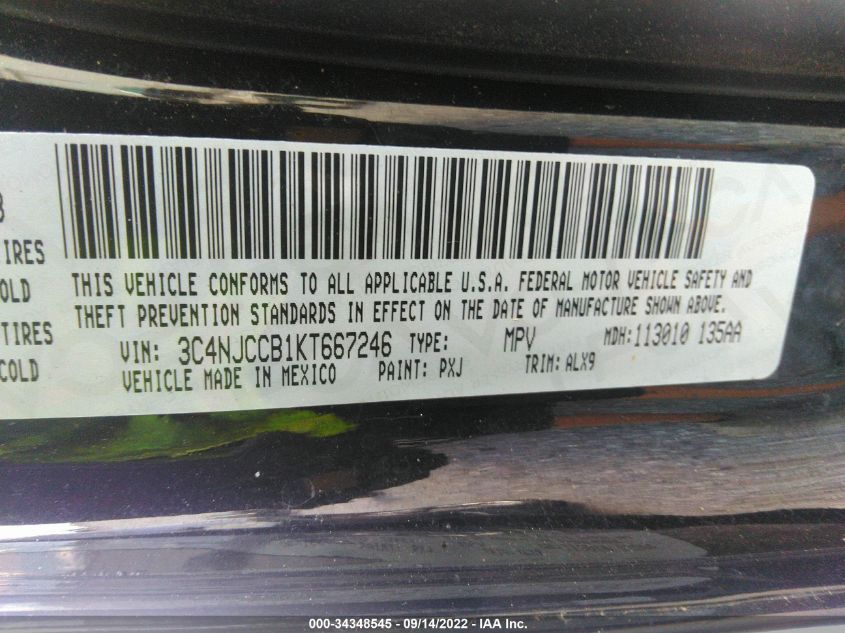 3
TIRES
COLD
TIRES
COLD
THIS VEHICLE CONFORMS TO ALL APPLICABLE U.S.A. FEDERAL MOTOR VEHICLE SAFETY AND
THEFT PREVENTION STANDARDS IN EFFECT ON THE DATE OF MANUFACTURE SHOWN ABOVE.
VIN: 3C4NJCCB1KT667246 TYPE: MPV MDH:113010 135AA
VEHICLE MADE IN MEXICO PAINT: PXJ TRIM: ALX9
000-34348545 - 09/14/2022 - IAA Inc.